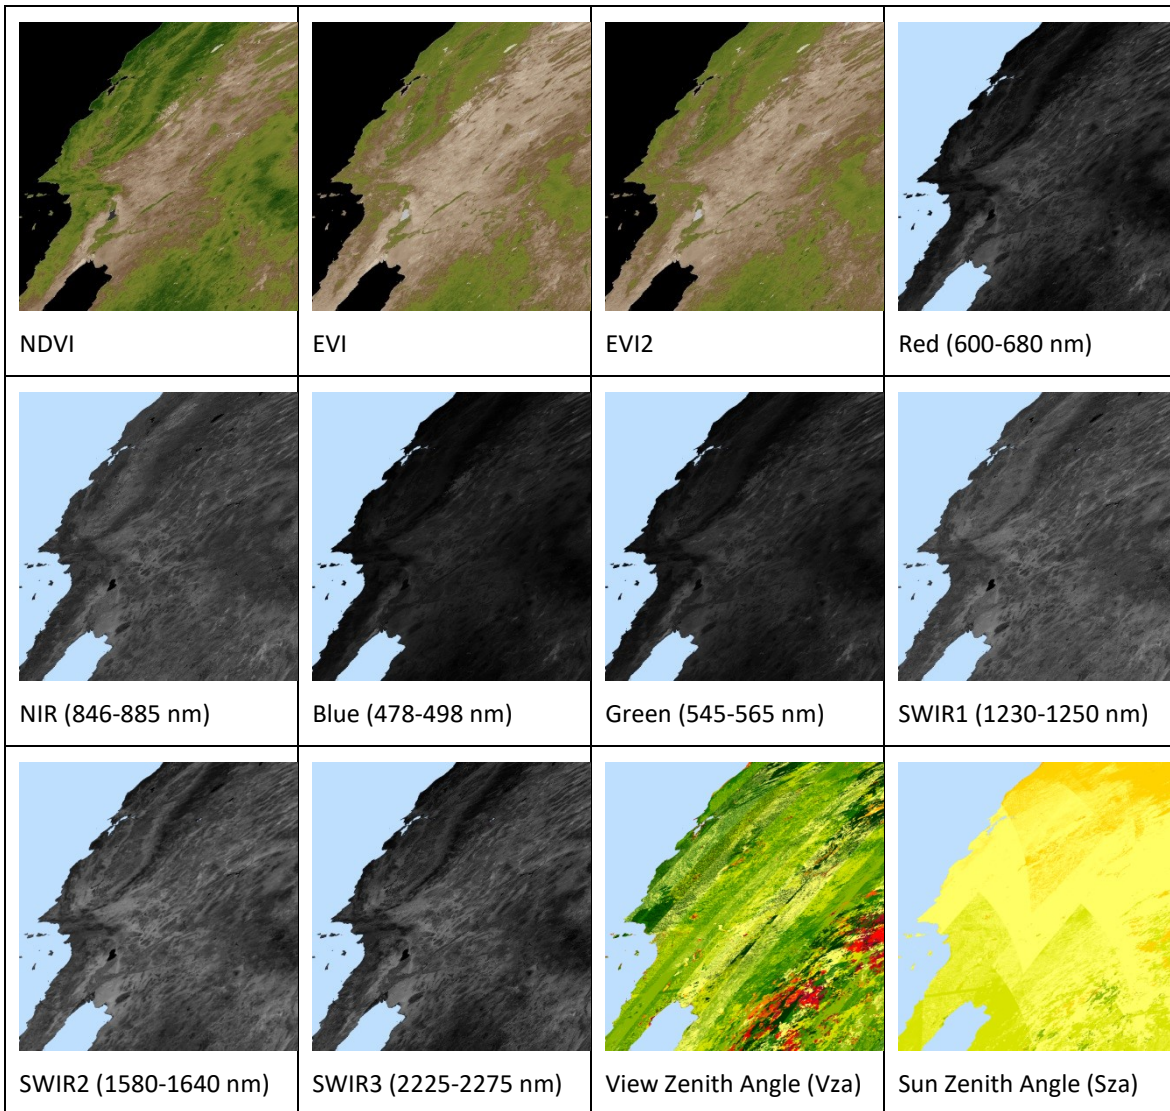 NDVI
EVI
EVI2
Red (600-680 nm)
NIR (846-885 nm)
Blue (478-498 nm)
Green (545-565 nm)
SWIR1 (1230-1250 nm)
SWIR2 (1580-1640 nm)
SWIR3 (2225-2275 nm)
View Zenith Angle (Vza)
Sun Zenith Angle (Sza)